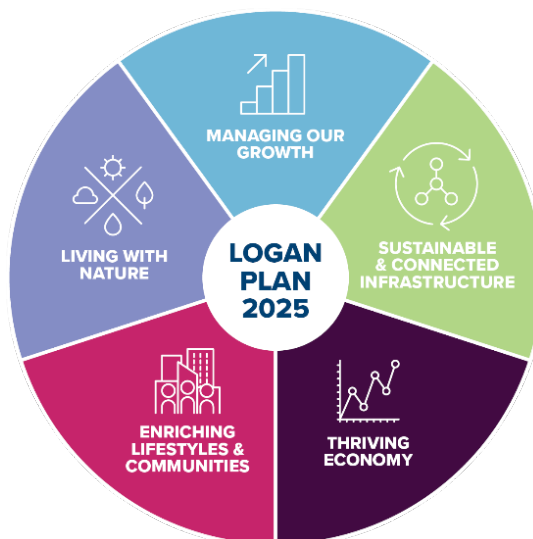 MANAGING OUR
GROWTH
SUSTAINABLE
& CONNECTED
INFRASTRUCTURE
THRIVING
ECONOMY
ENRICHING
LIFESTYLES &
COMMUNITIES
LIVING WITH
NATURE
LOGAN
PLAN
2025